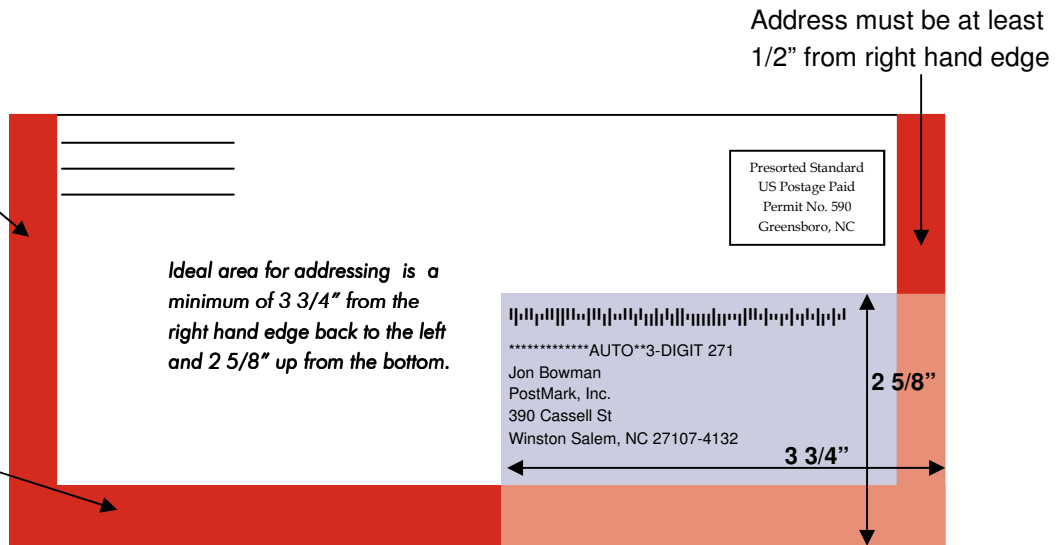 Address must be at least
1/2” from right hand edge
Presorted Standard
US Postage Paid
Permit No. 590
Greensboro, NC
Ideal area for addressing is a
minimum of 3 3/4” from the
right hand edge back to the left
and 2 5/8” up from the bottom.
*************AUTO**3-DIGIT 271
Jon Bowman
PostMark, Inc.
390 Cassell St
Winston Salem, NC 27107-4132
2 5/8”
3 3/4”